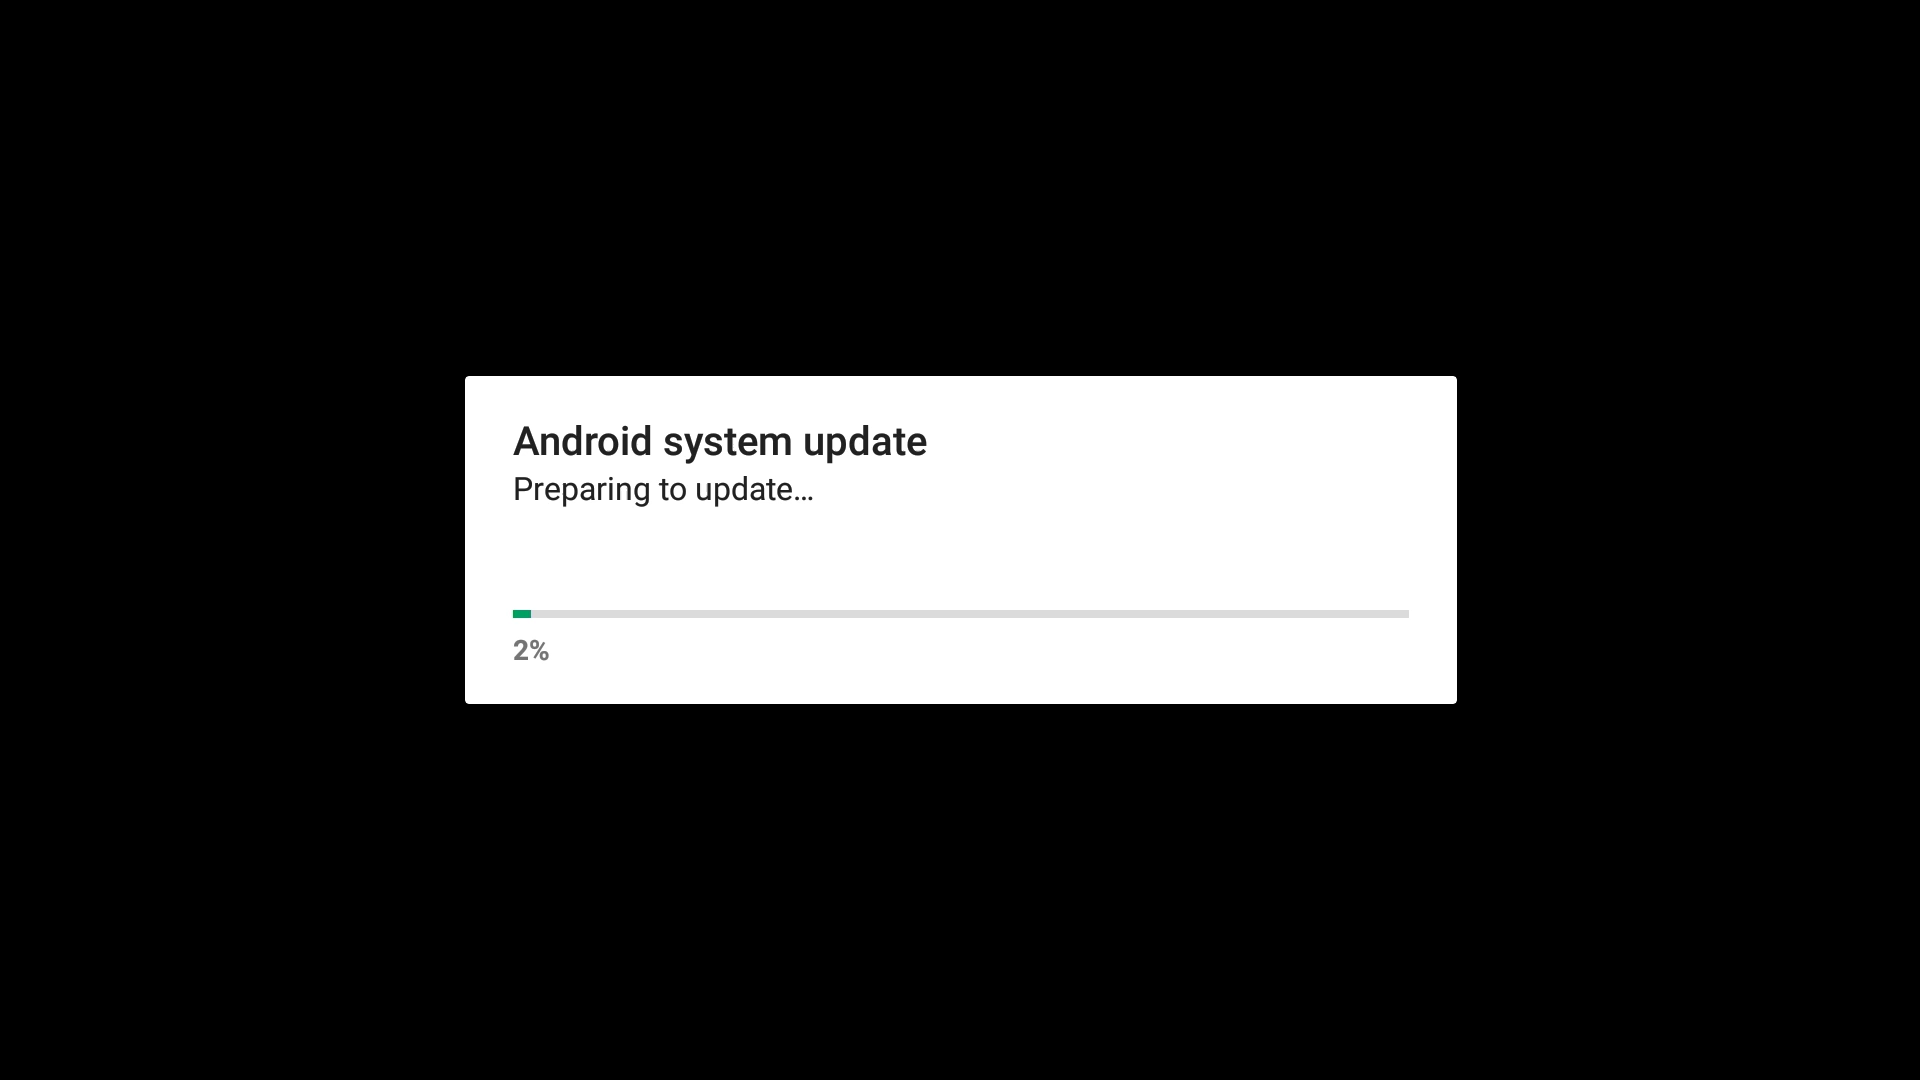 Android system update
Preparing to update…
2%